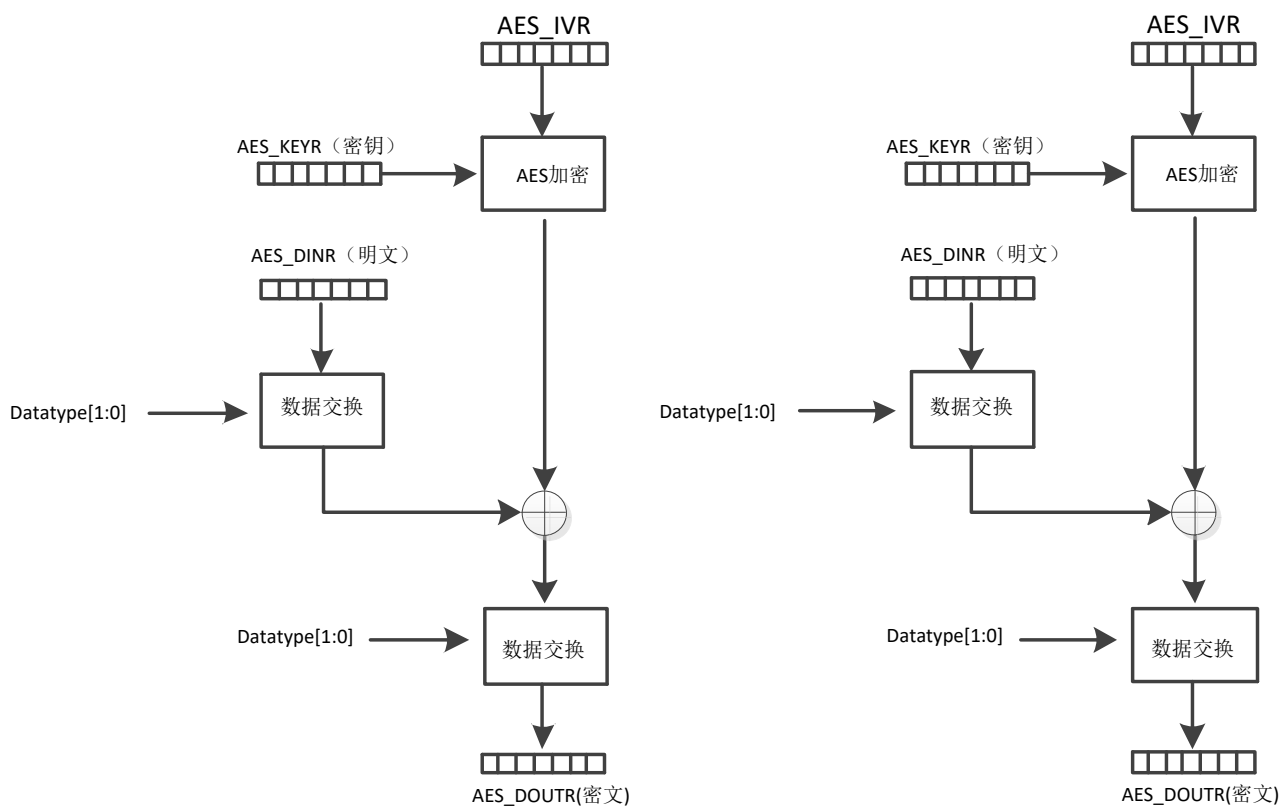 AES_IVR
AES_KEYR（密钥）
AES加密
AES_DINR（明文）
Datatype[1:0]
数据交换
Datatype[1:0]
数据交换
AES_DOUTR(密文)
AES_IVR
AES_KEYR（密钥）
AES加密
AES_DINR（明文）
Datatype[1:0]
数据交换
Datatype[1:0]
数据交换
AES_DOUTR(密文)